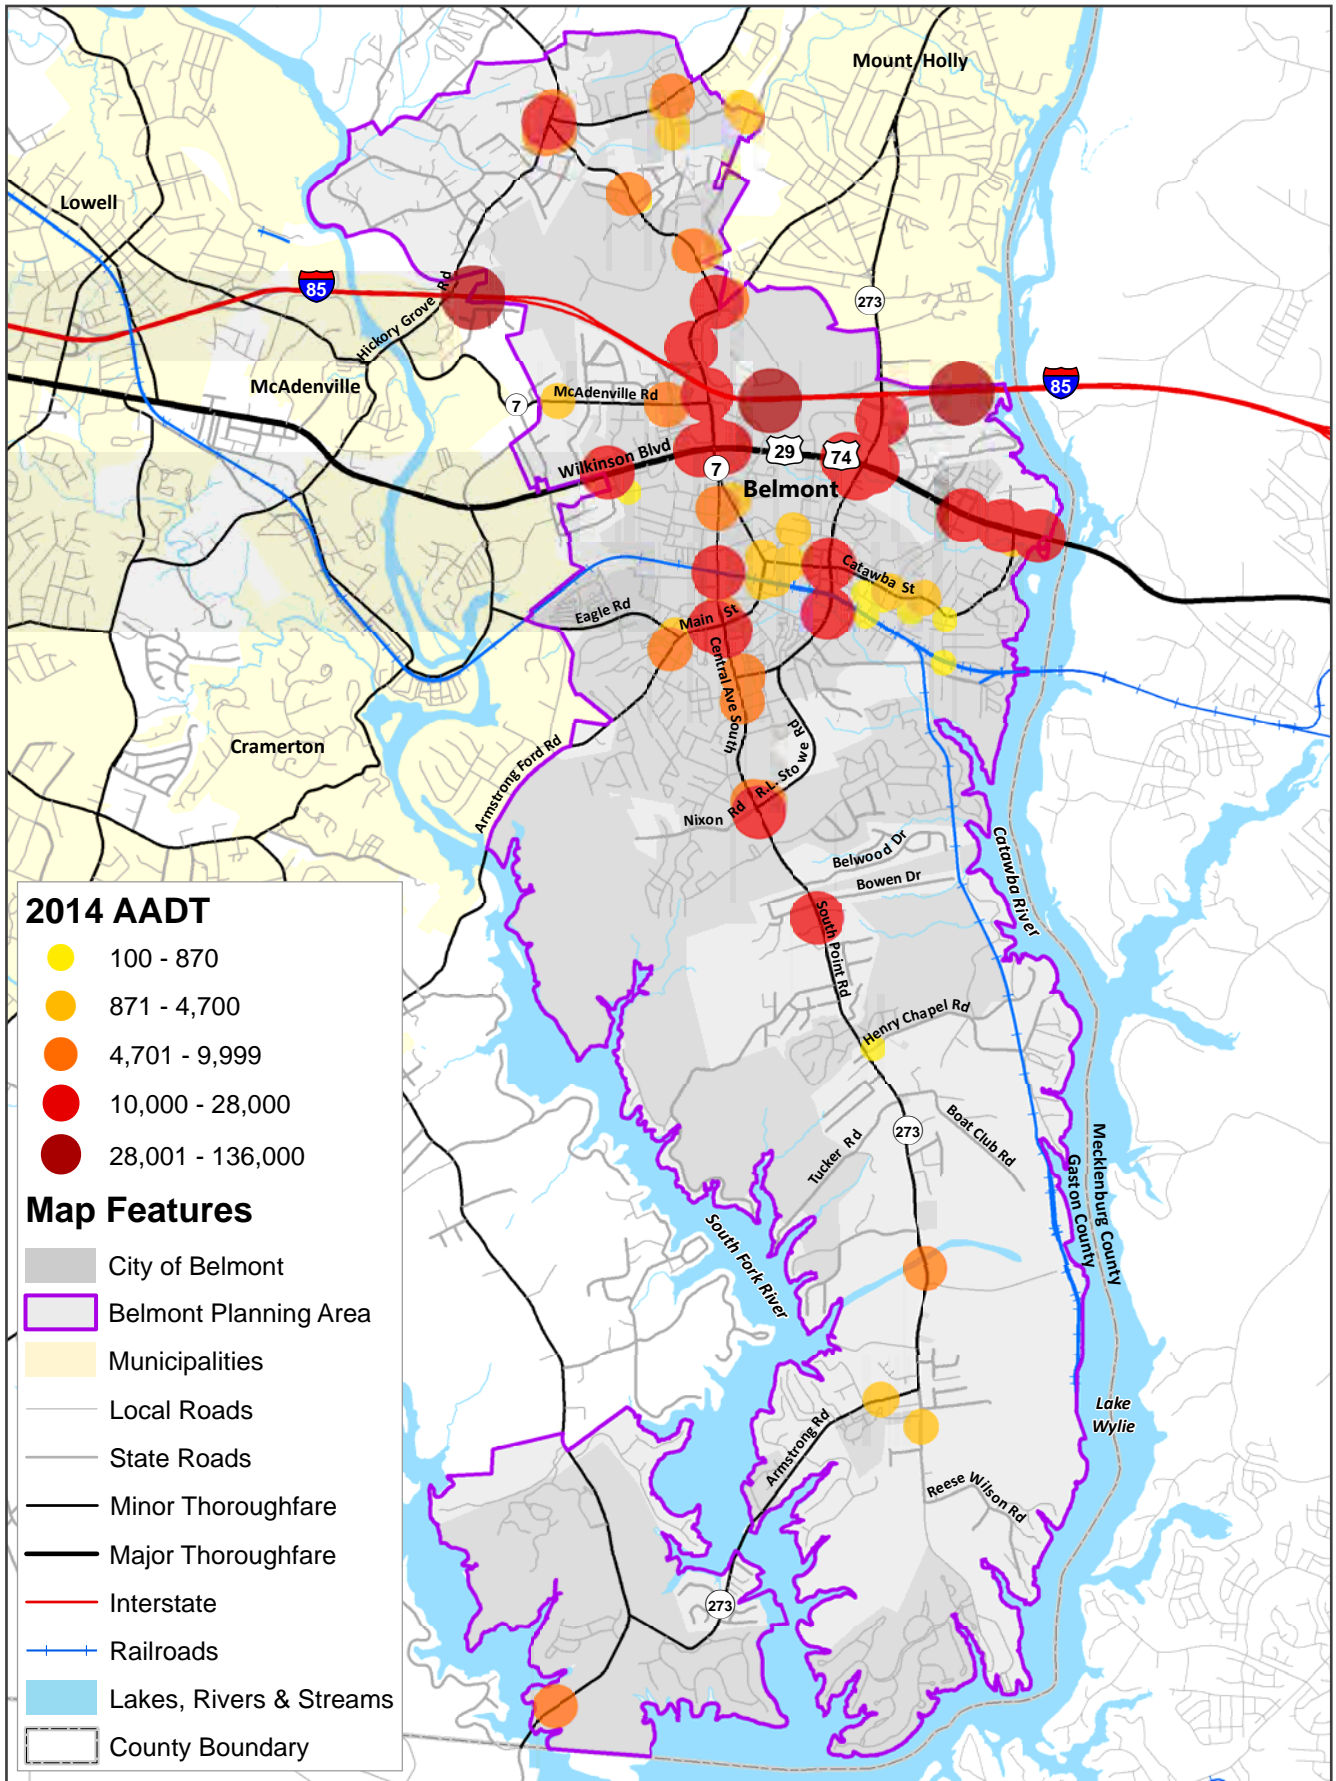 Mount Holly
Lowell
85
Hickory Grove Rd
273
McAdenville
McAdenville Rd
7
85
Wilkinson Blvd
29
74
7
Belmont
Catawba St
Eagle Rd
Main St
Central Ave South
Cramerton
Armstrong Ford Rd
R.L. Stowe Rd
Nixon Rd
Belwood Dr
Bowen Dr
Catawba River
South Point Rd
Henry Chapel Rd
273
Boat Club Rd
Tucker Rd
Mecklenburg County
Gaston County
South Fork River
Lake
Wylie
Armstrong Rd
Reese Wilson Rd
273
2014 AADT
100 - 870
871 - 4,700
4,701 - 9,999
10,000 - 28,000
28,001 - 136,000
Map Features
City of Belmont
Belmont Planning Area
Municipalities
Local Roads
State Roads
Minor Thoroughfare
Major Thoroughfare
Interstate
Railroads
Lakes, Rivers & Streams
County Boundary